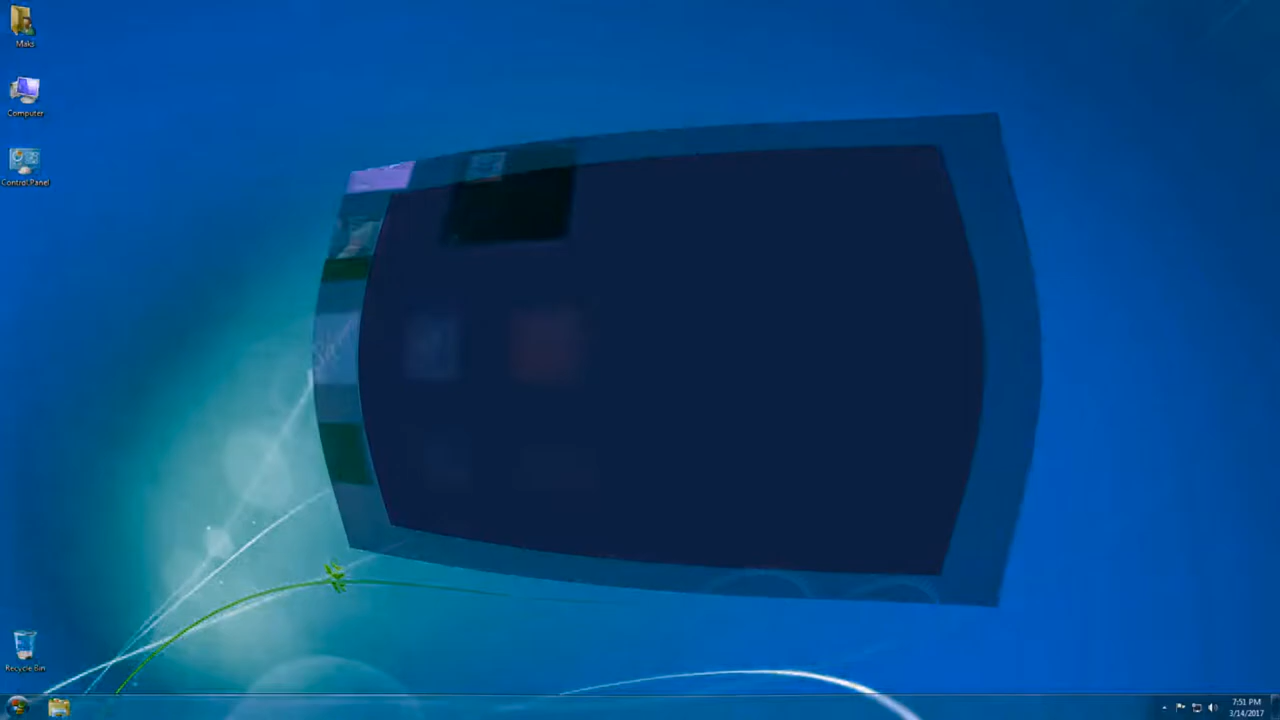 Maks
Computer
Control Panel
Recycle Bin
7:51 PM
3/14/2017